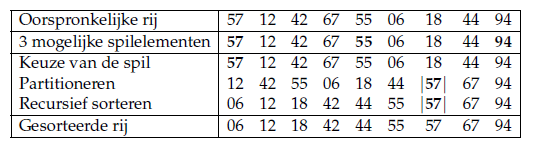 Oorspronkelijke rij 57 12 42 67 55 06 18 44 94
3 mogelijke spilelementen 57 12 42 67 55 06 18 44 94
Keuze van de spil 57 12 42 67 55 06 18 44 94
Partitioneren 12 42 55 06 18 44 |57| 67 94
Recursief sorteren 06 12 18 42 44 55 |57| 67 94
Gesorteerde rij 06 12 18 42 44 55 57 67 94